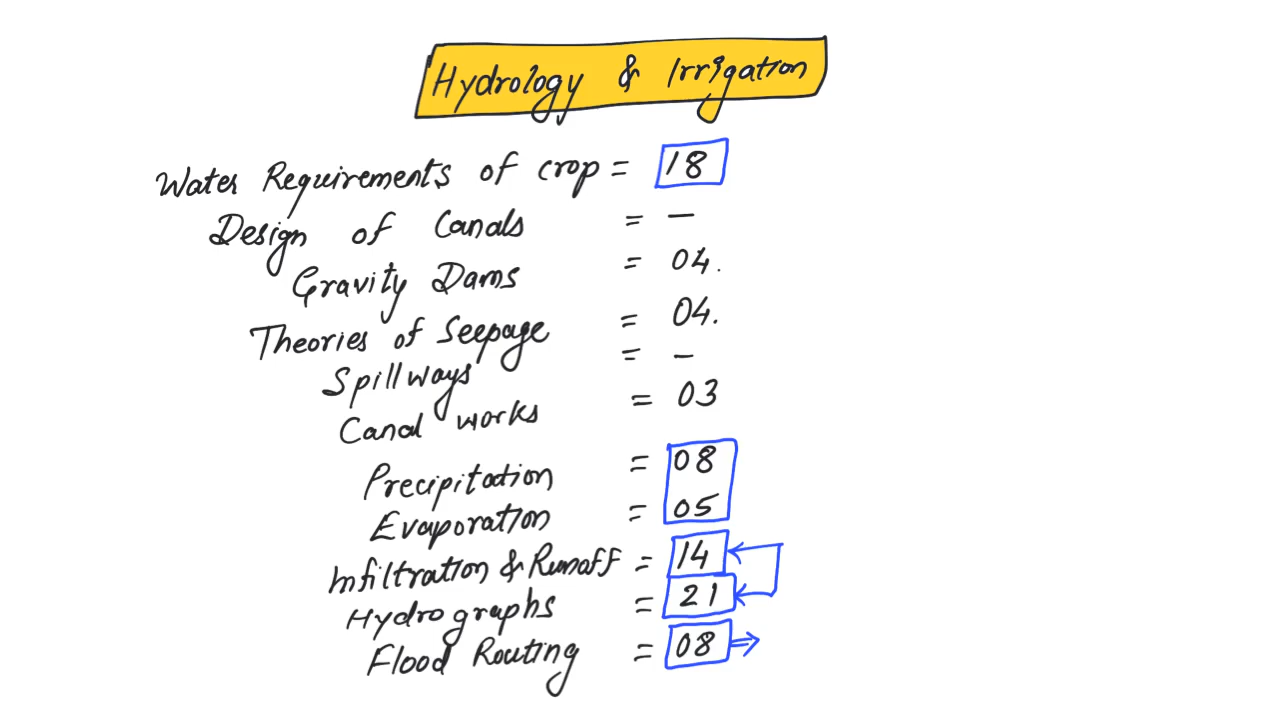 Hydrology & Irrigation
Water Requirements of crop = 18
Design of Canals = —
Gravity Dams = 04.
Theories of Seepage = 04.
Spillways = –
Canal works = 03
Precipitation = 08
Evaporation = 05
Infiltration & Runoff = 14
Hydrographs = 21
Flood Routing = 08